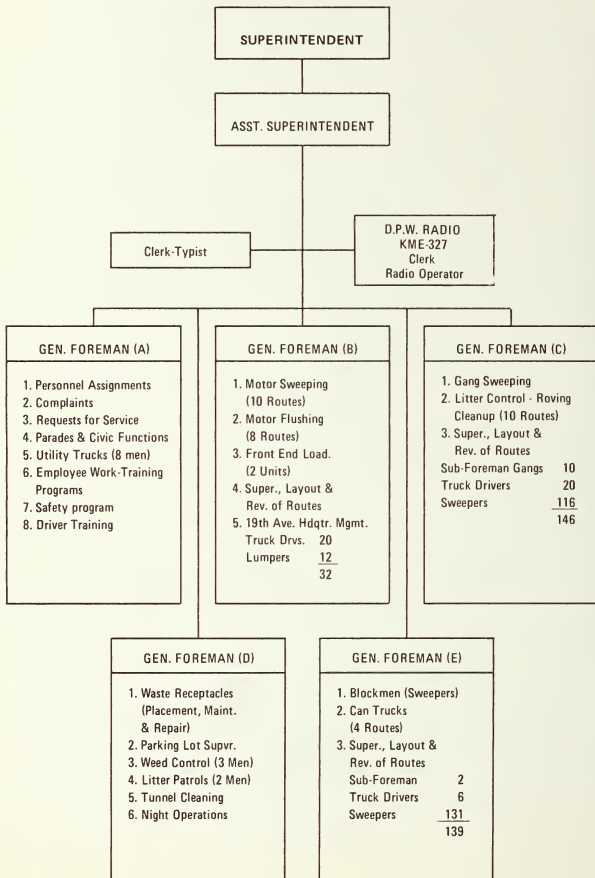 SUPERINTENDENT
ASST. SUPERINTENDENT
Clerk-Typist
D.P.W. RADIO
KME-327
Clerk
Radio Operator
GEN. FOREMAN (A)
1. Personnel Assignments
2. Complaints
3. Requests for Service
4. Parades & Civic Functions
5. Utility Trucks (8 men)
6. Employee Work-Training
Programs
7. Safety program
8. Driver Training
GEN. FOREMAN (B)
1. Motor Sweeping
(10 Routes)
2. Motor Flushing
(8 Routes)
3. Front End Load.
(2 Units)
4. Super., Layout &
Rev. of Routes
5. 19th Ave. Hdqtr. Mgmt.
Truck Drvs. 20
Lumpers 12
32
GEN. FOREMAN (C)
1. Gang Sweeping
2. Litter Control - Roving
Cleanup (10 Routes)
3. Super., Layout &
Rev. of Routes
Sub-Foreman Gangs 10
Truck Drivers 20
Sweepers 116
146
GEN. FOREMAN (D)
1. Waste Receptacles
(Placement, Maint.
& Repair)
2. Parking Lot Supvr.
3. Weed Control (3 Men)
4. Litter Patrols (2 Men)
5. Tunnel Cleaning
6. Night Operations
GEN. FOREMAN (E)
1. Blockmen (Sweepers)
2. Can Trucks
(4 Routes)
3. Super., Layout &
Rev. of Routes
Sub-Foreman 2
Truck Drivers 6
Sweepers 131
139